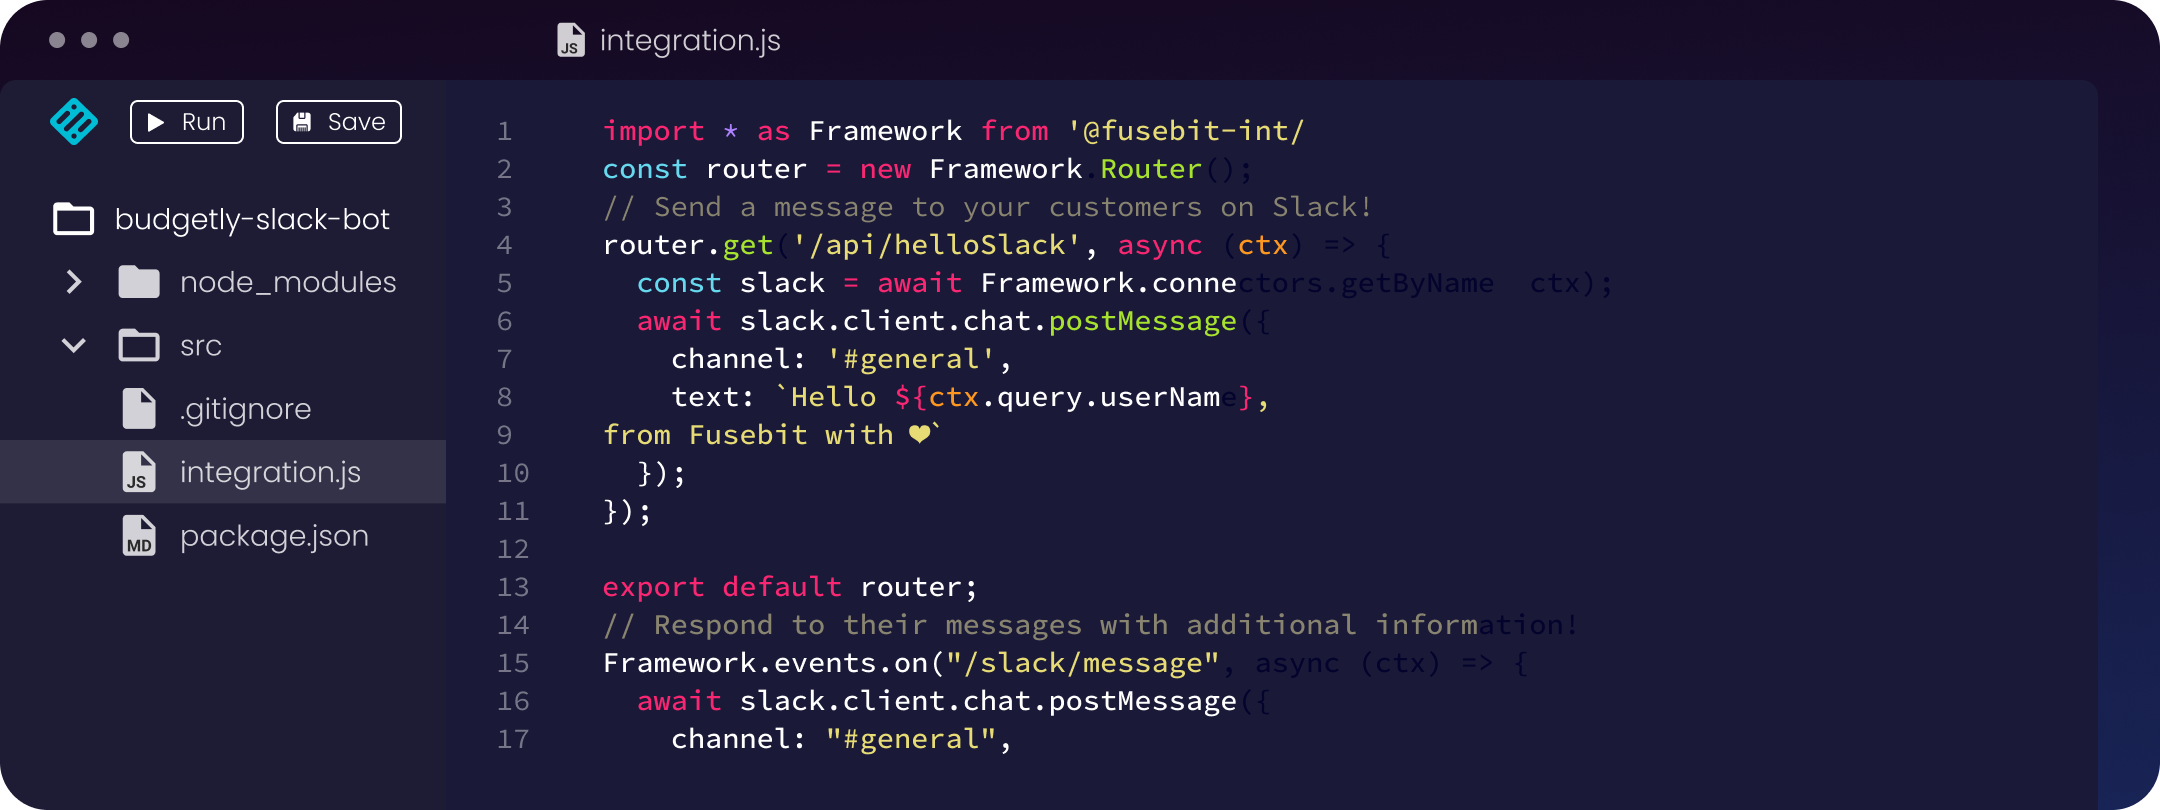 integration.js
Run
Save
budgetly-slack-bot
node_modules
src
.gitignore
JS integration.js
MD package.json
1 import * as Framework from '@fusebit-int/
2 const router = new Framework.Router();
3 // Send a message to your customers on Slack!
4 router.get('/api/helloSlack', async (ctx) => {
5 const slack = await Framework.connectors.getByName ctx);
6 await slack.client.chat.postMessage({
7 channel: '#general',
8 text: `Hello ${ctx.query.userName},
9 from Fusebit with ❤`
10 });
11 });
12
13 export default router;
14 // Respond to their messages with additional information!
15 Framework.events.on("/slack/message", async (ctx) => {
16 await slack.client.chat.postMessage({
17 channel: "#general",